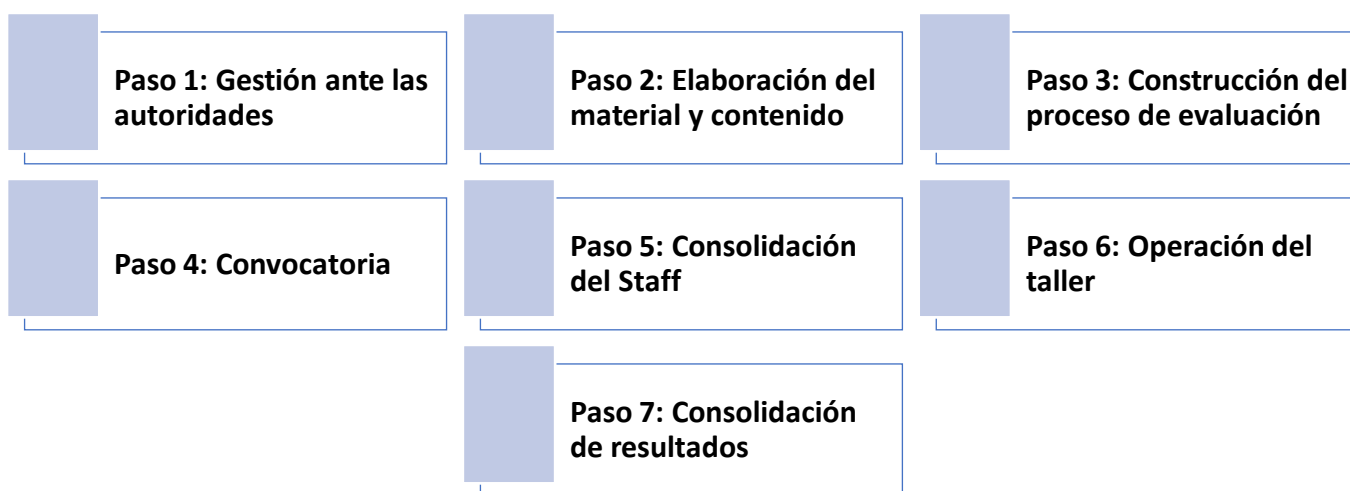 Paso 1: Gestión ante las
autoridades
Paso 2: Elaboración del
material y contenido
Paso 3: Construcción del
proceso de evaluación
Paso 4: Convocatoria
Paso 5: Consolidación
del Staff
Paso 6: Operación del
taller
Paso 7: Consolidación
de resultados